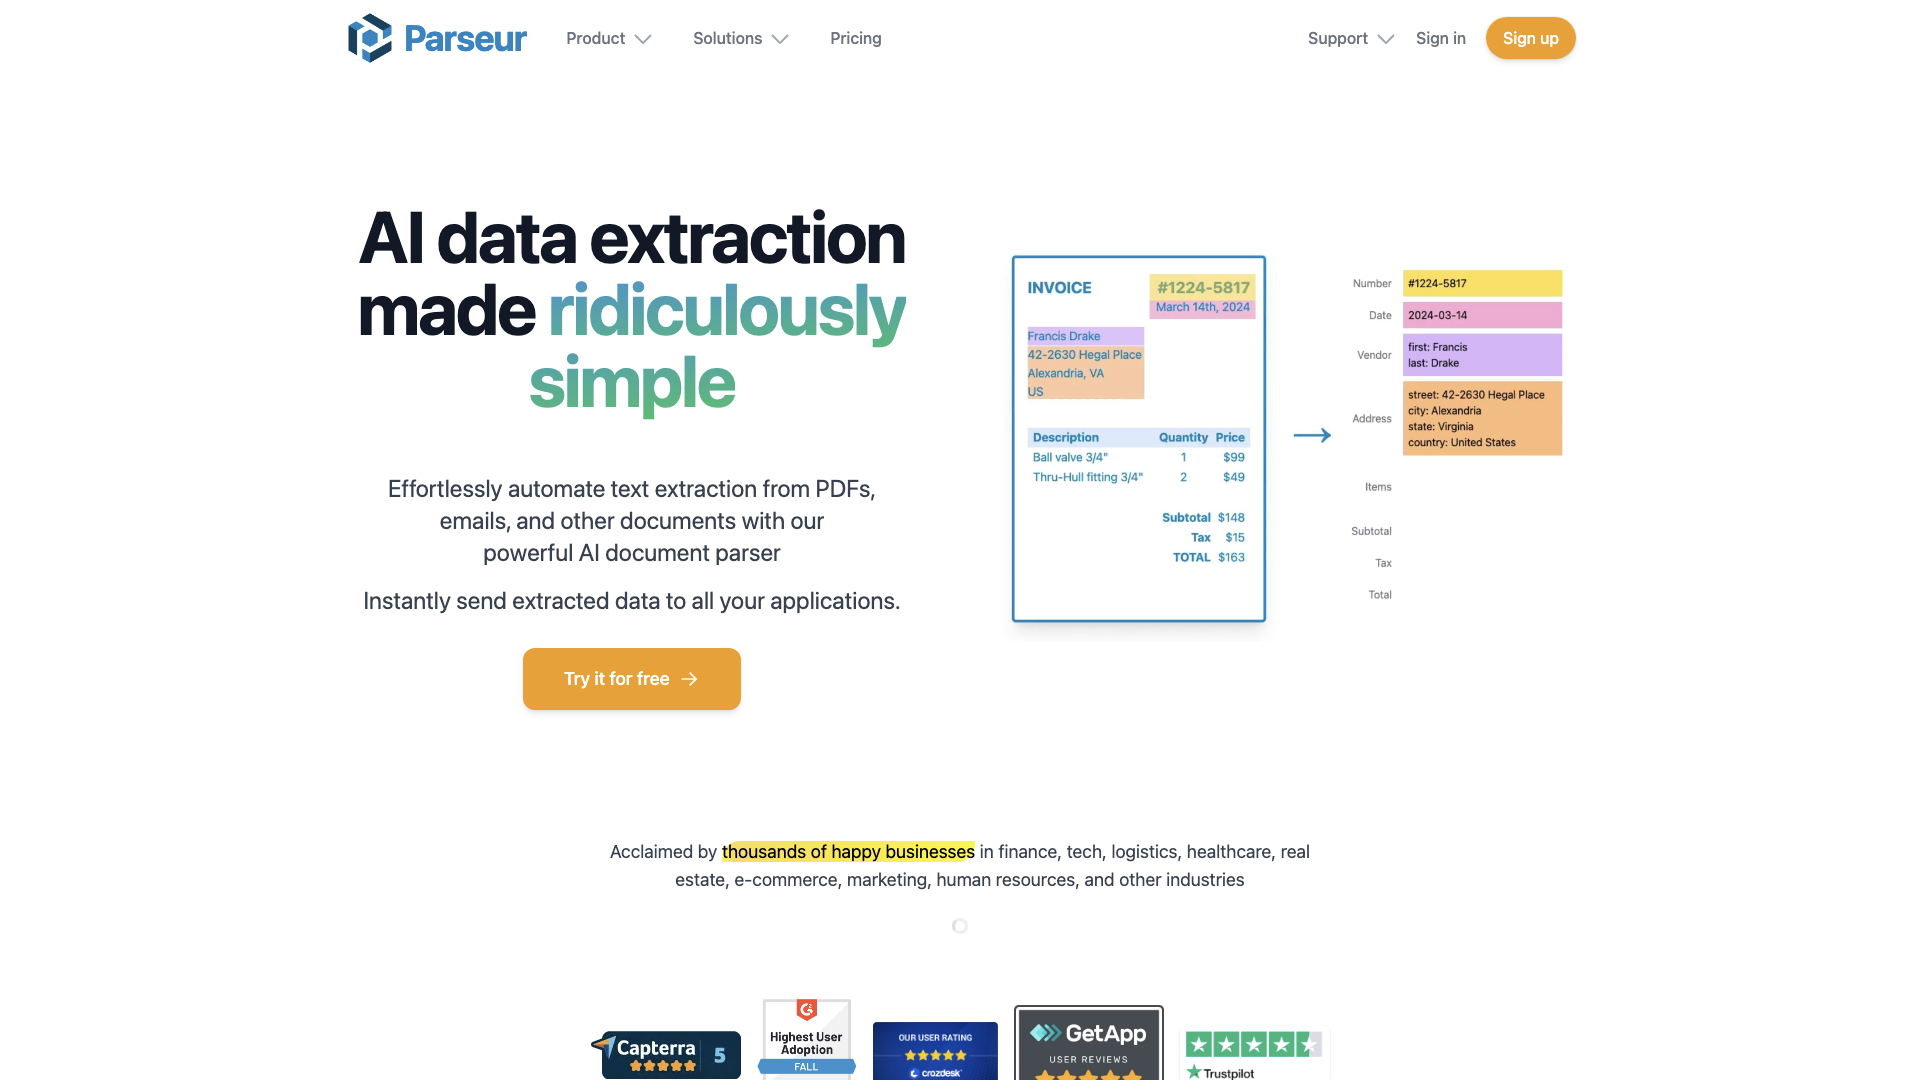 Parseur
Product
Solutions
Pricing
Support
Sign in
Sign up
AI data extraction
made ridiculously
simple
Effortlessly automate text extraction from PDFs,
emails, and other documents with our
powerful AI document parser
Instantly send extracted data to all your applications.
Try it for free
INVOICE
#1224-5817
March 14th, 2024
Francis Drake
42-2630 Hegal Place
Alexandria, VA
US
Description Quantity Price
Ball valve 3/4" 1 $99
Thru-Hull fitting 3/4" 2 $49
Subtotal $148
Tax $15
TOTAL $163
Number #1224-5817
Date 2024-03-14
Vendor
first: Francis
last: Drake
Address
street: 42-2630 Hegal Place
city: Alexandria
state: Virginia
country: United States
Items
Subtotal
Tax
Total
Acclaimed by thousands of happy businesses in finance, tech, logistics, healthcare, real
estate, e-commerce, marketing, human resources, and other industries
Capterra 5
Highest User
Adoption
FALL
OUR USER RATING
crozdesk
GetApp
USER REVIEWS
Trustpilot